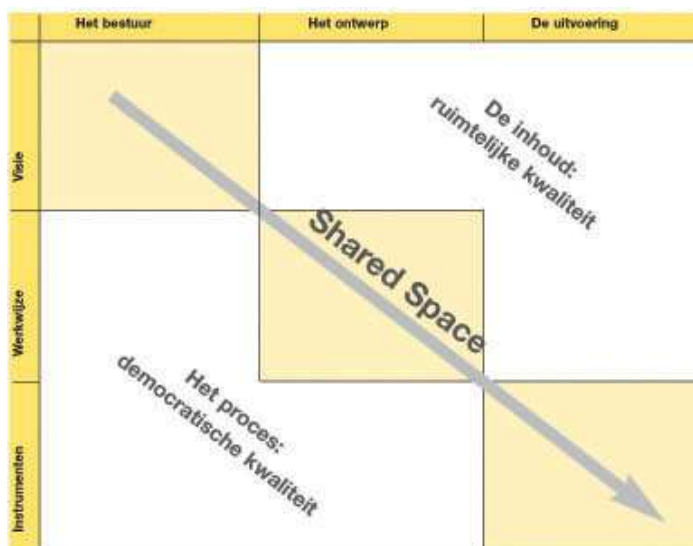 Het bestuur
Het ontwerp
De uitvoering
Visie
Werkwijze
Instrumenten
De inhoud:
ruimtelijke kwaliteit
Shared Space
Het proces:
democratische kwaliteit